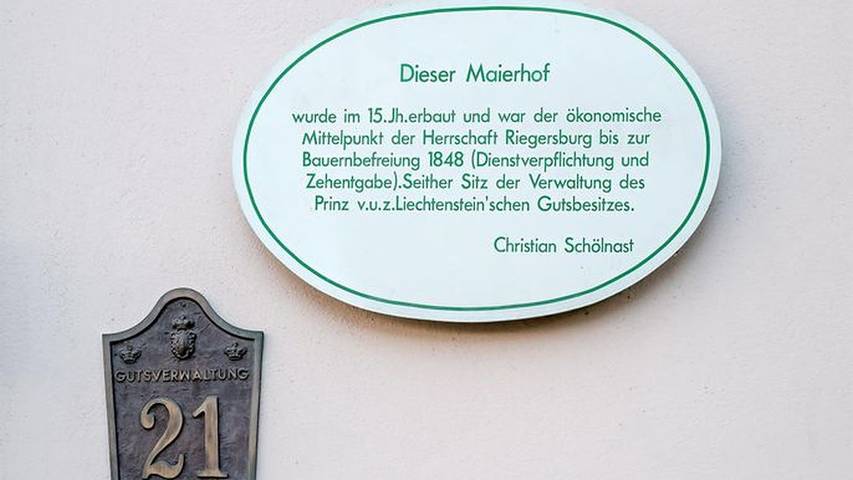 Dieser Maierhof
wurde im 15.Jh.erbaut und war der ökonomische
Mittelpunkt der Herrschaft Riegersburg bis zur
Bauernbefreiung 1848 (Dienstverpflichtung und
Zehentgabe).Seither Sitz der Verwaltung des
Prinz v.u.z.Liechtenstein'schen Gutsbesitzes.
Christian Schölnast
GUTSVERWALTUNG
21